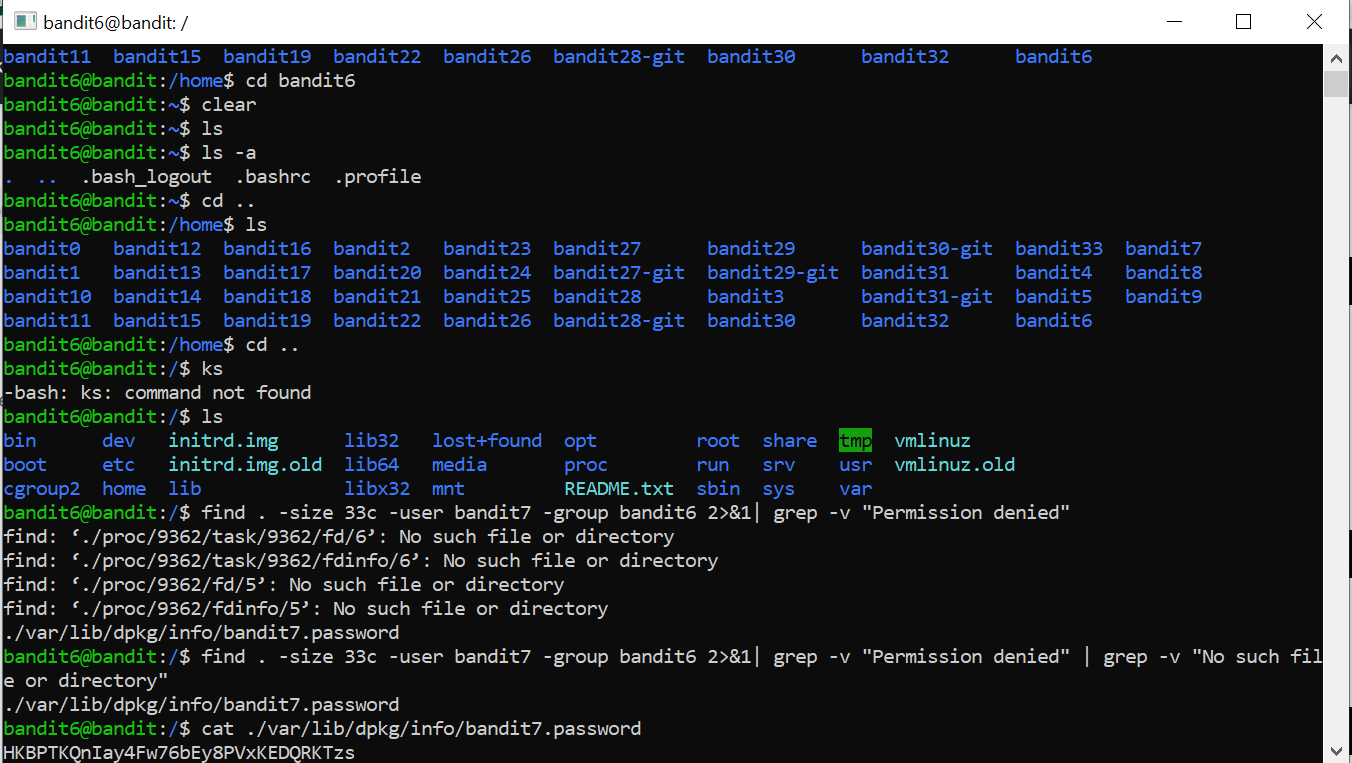 bandit6@bandit: /
bandit11  bandit15  bandit19  bandit22  bandit26  bandit28-git  bandit30      bandit32      bandit6
bandit6@bandit:/home$ cd bandit6
bandit6@bandit:~$ clear
bandit6@bandit:~$ ls
bandit6@bandit:~$ ls -a
.  ..  .bash_logout  .bashrc  .profile
bandit6@bandit:~$ cd ..
bandit6@bandit:/home$ ls
bandit0   bandit12  bandit16  bandit2   bandit23  bandit27      bandit29      bandit30-git  bandit33  bandit7
bandit1   bandit13  bandit17  bandit20  bandit24  bandit27-git  bandit29-git  bandit31      bandit4   bandit8
bandit10  bandit14  bandit18  bandit21  bandit25  bandit28      bandit3       bandit31-git  bandit5   bandit9
bandit11  bandit15  bandit19  bandit22  bandit26  bandit28-git  bandit30      bandit32      bandit6
bandit6@bandit:/home$ cd ..
bandit6@bandit:/$ ks
-bash: ks: command not found
bandit6@bandit:/$ ls
bin      dev   initrd.img      lib32   lost+found  opt         root  share  tmp  vmlinuz
boot     etc   initrd.img.old  lib64   media       proc        run   srv    usr  vmlinuz.old
cgroup2  home  lib             libx32  mnt         README.txt  sbin  sys    var
bandit6@bandit:/$ find . -size 33c -user bandit7 -group bandit6 2>&1| grep -v "Permission denied"
find: ‘./proc/9362/task/9362/fd/6’: No such file or directory
find: ‘./proc/9362/task/9362/fdinfo/6’: No such file or directory
find: ‘./proc/9362/fd/5’: No such file or directory
find: ‘./proc/9362/fdinfo/5’: No such file or directory
./var/lib/dpkg/info/bandit7.password
bandit6@bandit:/$ find . -size 33c -user bandit7 -group bandit6 2>&1| grep -v "Permission denied" | grep -v "No such fil
e or directory"
./var/lib/dpkg/info/bandit7.password
bandit6@bandit:/$ cat ./var/lib/dpkg/info/bandit7.password
HKBPTKQnIay4Fw76bEy8PVxKEDQRKTzs